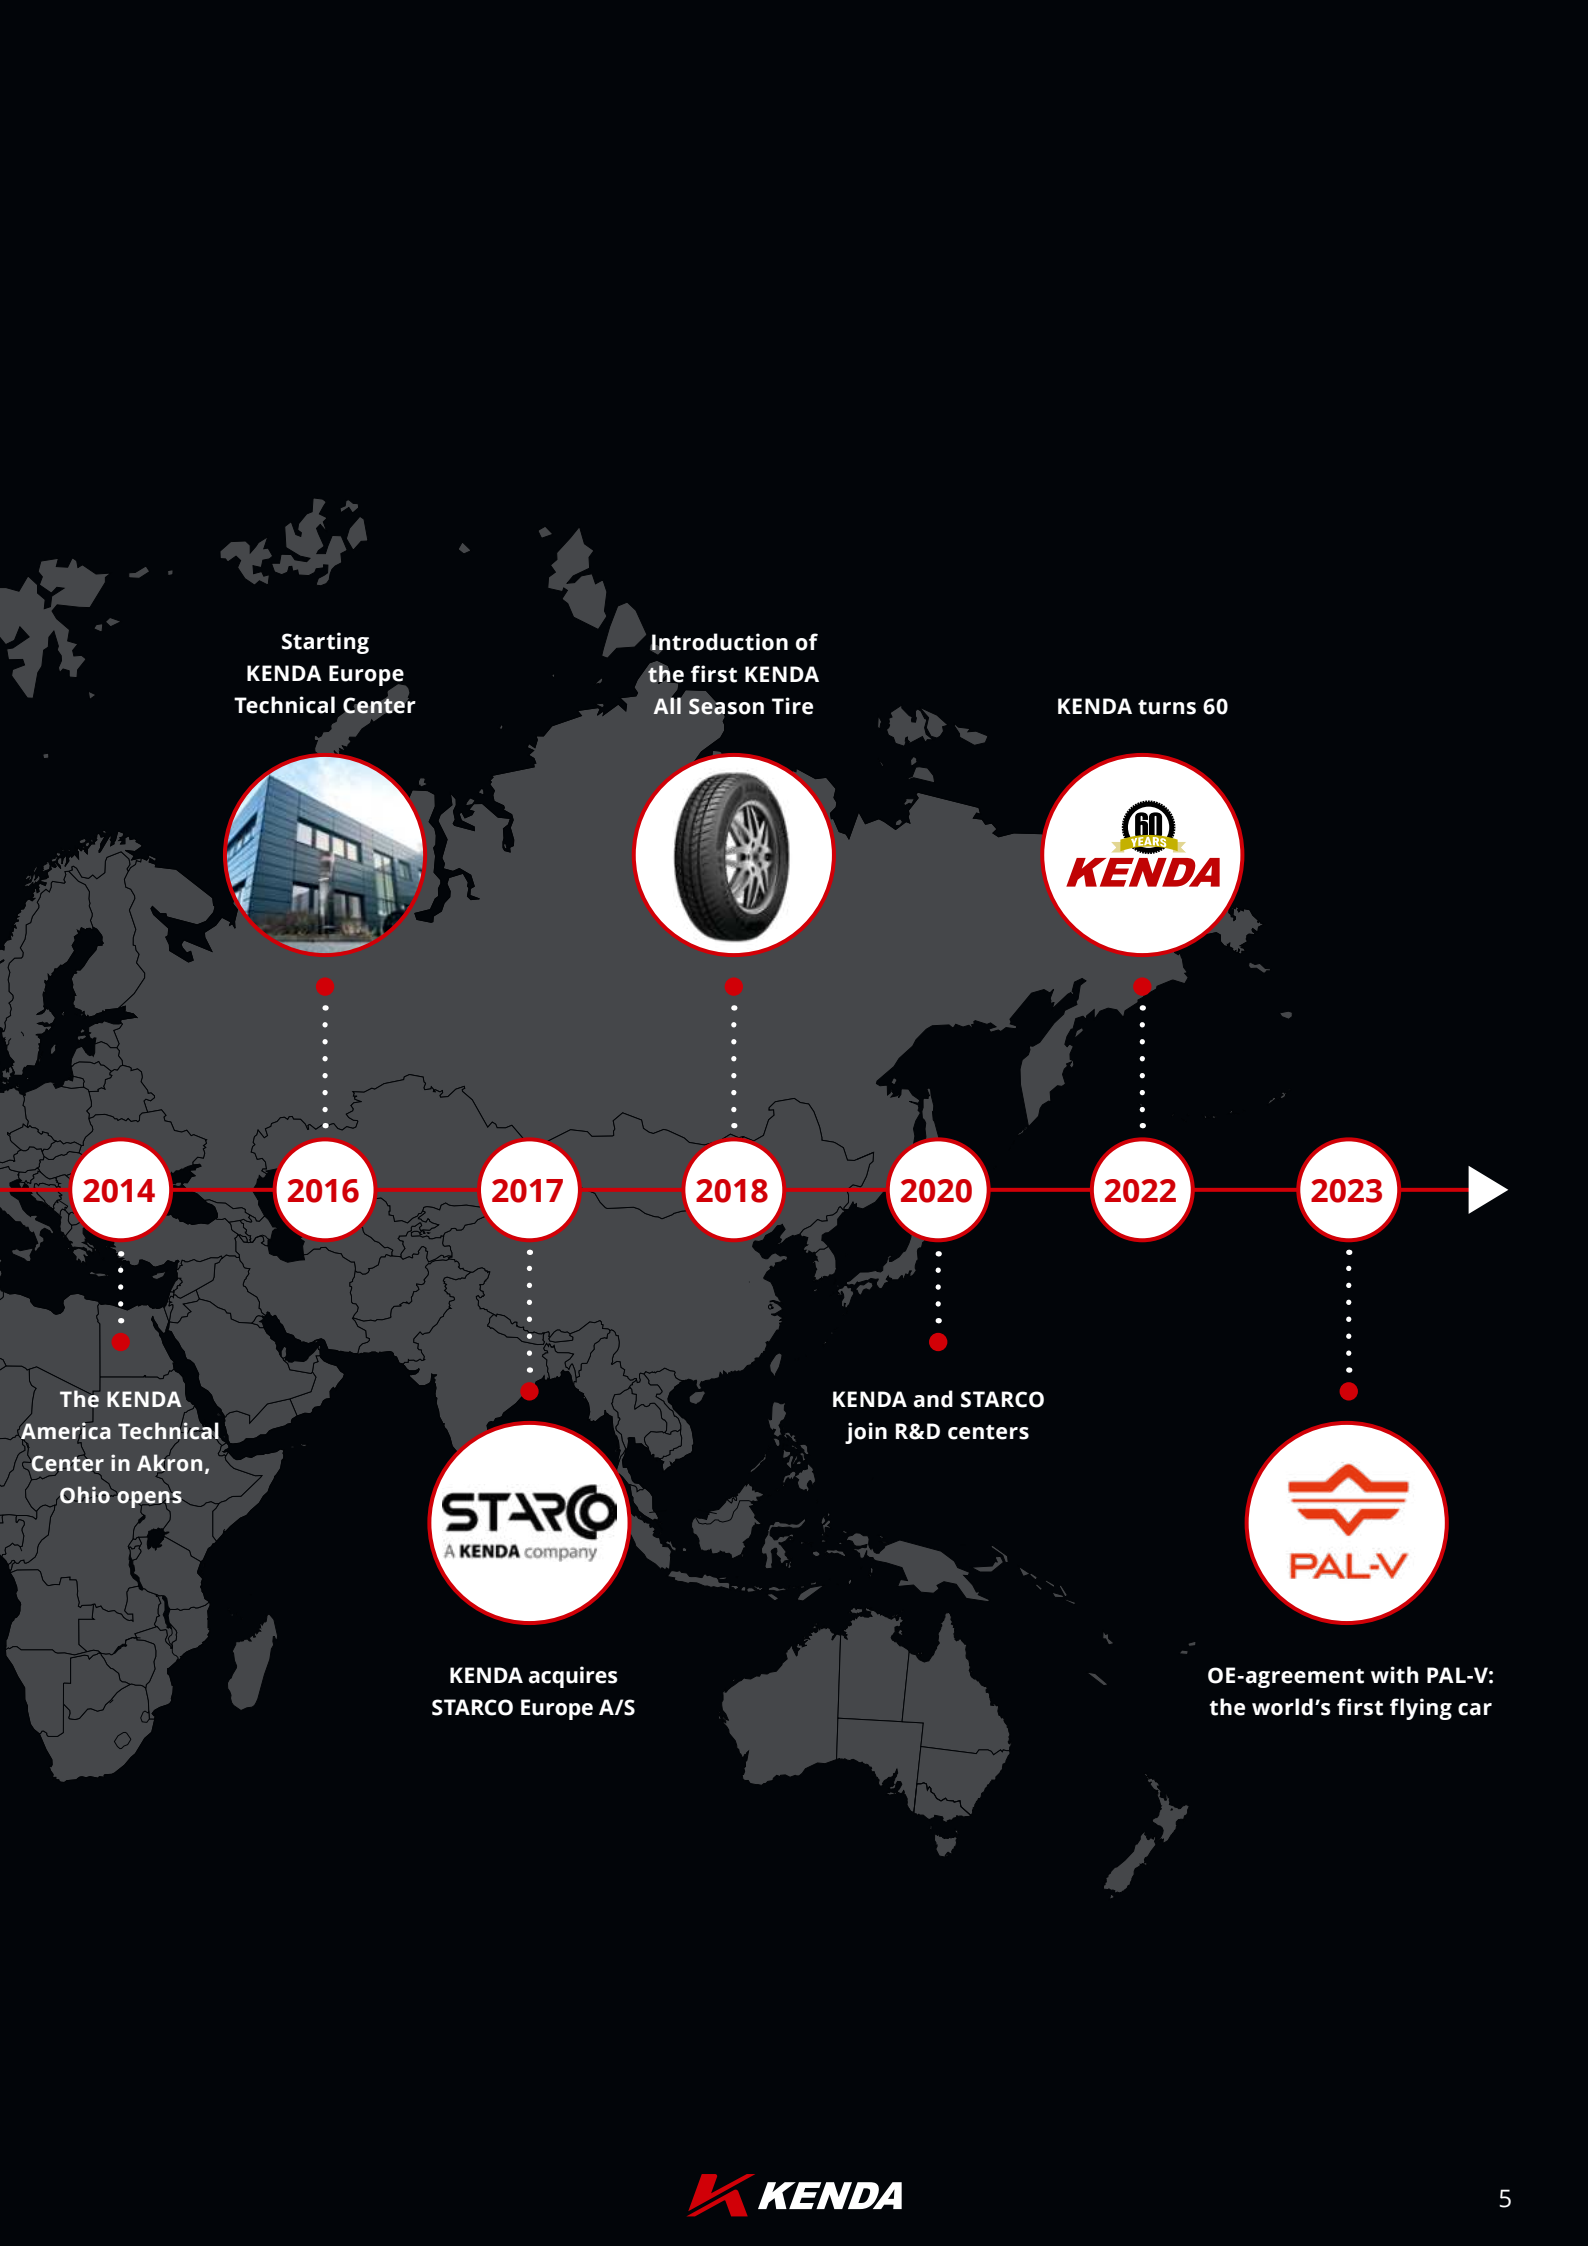 Starting
KENDA Europe
Technical Center
Introduction of
the first KENDA
All Season Tire
KENDA turns 60
60
YEARS
KENDA
2014
2016
2017
2018
2020
2022
2023
The KENDA
America Technical
Center in Akron,
Ohio opens
STARCO
A KENDA company
KENDA acquires
STARCO Europe A/S
KENDA and STARCO
join R&D centers
PAL-V
OE-agreement with PAL-V:
the world’s first flying car
KENDA
5